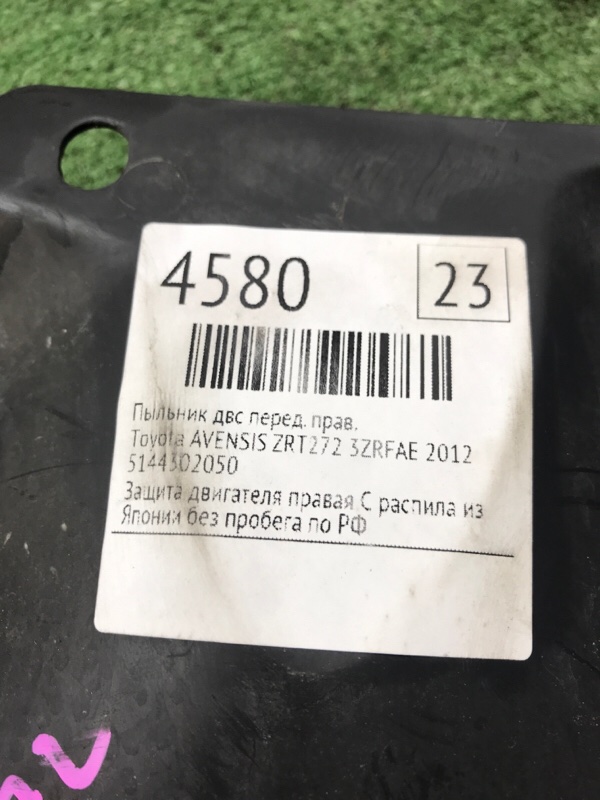 4580
23
Пыльник двс перед. прав.
Toyota AVENSIS ZRT272 3ZRFAE 2012
5144302050
Защита двигателя правая С распила из
Японии без пробега по РФ